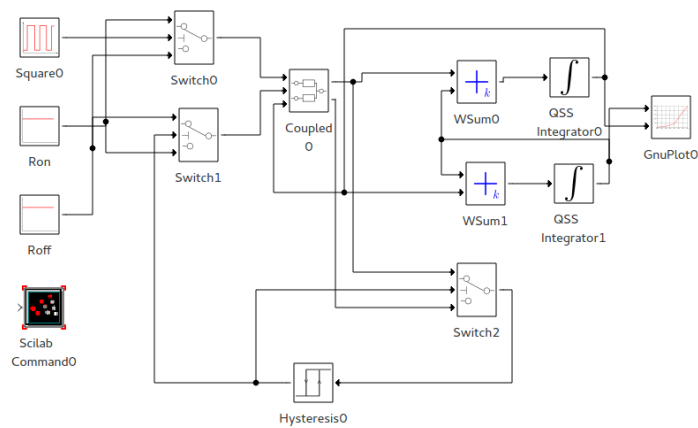 Square0
Switch0
Ron
Switch1
Roff
Scilab
Command0
Coupled
0
WSum0
k
QSS
Integrator0
GnuPlot0
WSum1
k
QSS
Integrator1
Switch2
Hysteresis0